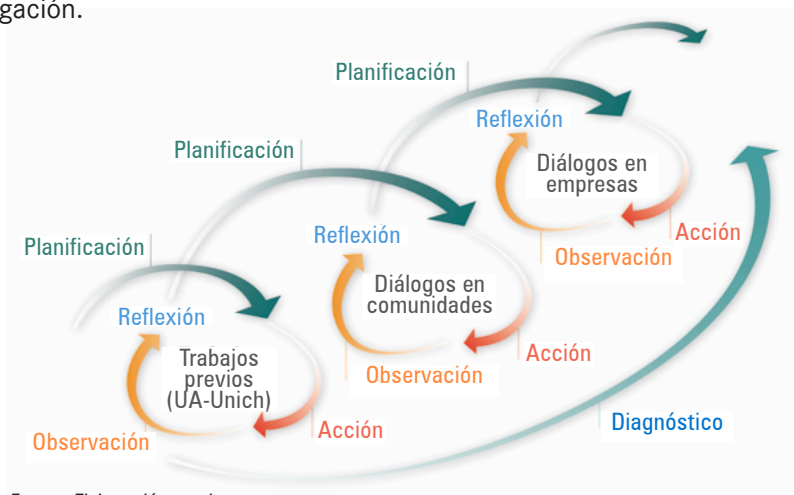 gación.
Planificación
Reflexión
Diálogos en
empresas
Acción
Observación
Planificación
Reflexión
Diálogos en
comunidades
Acción
Observación
Planificación
Reflexión
Trabajos
previos
(UA-Unich)
Acción
Observación
Diagnóstico